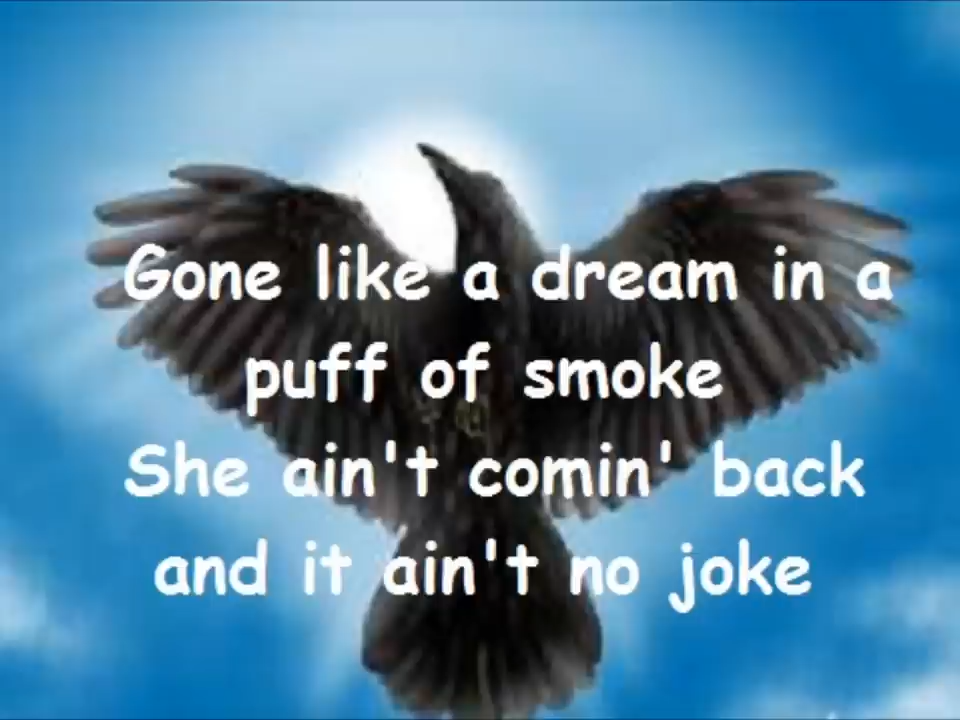 Gone like a dream in a
puff of smoke
She ain't comin' back
and it ain't no joke